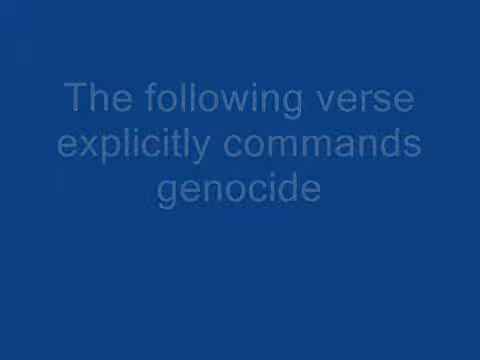 The following verse
explicitly commands
genocide